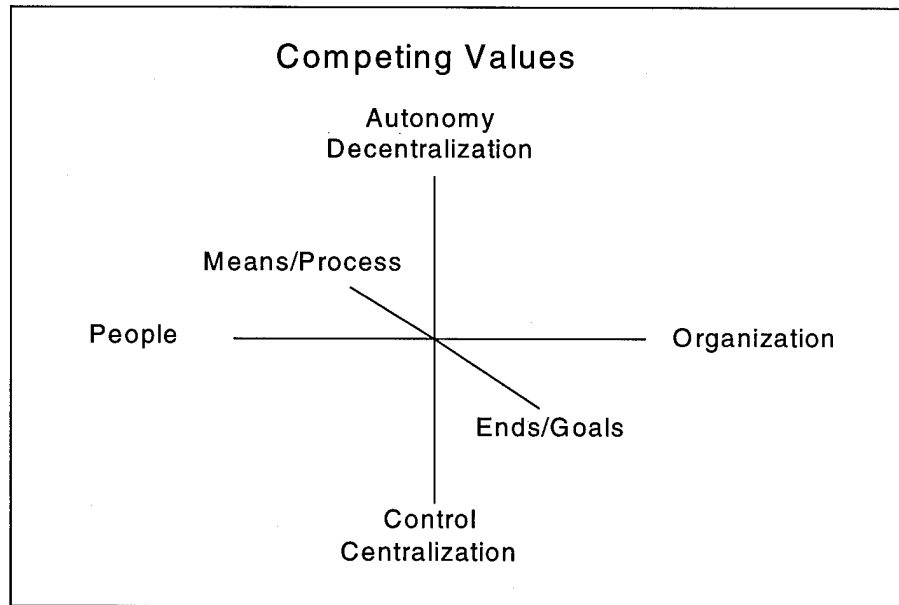 Competing Values
Autonomy
Decentralization
Means/Process
People
Organization
Ends/Goals
Control
Centralization